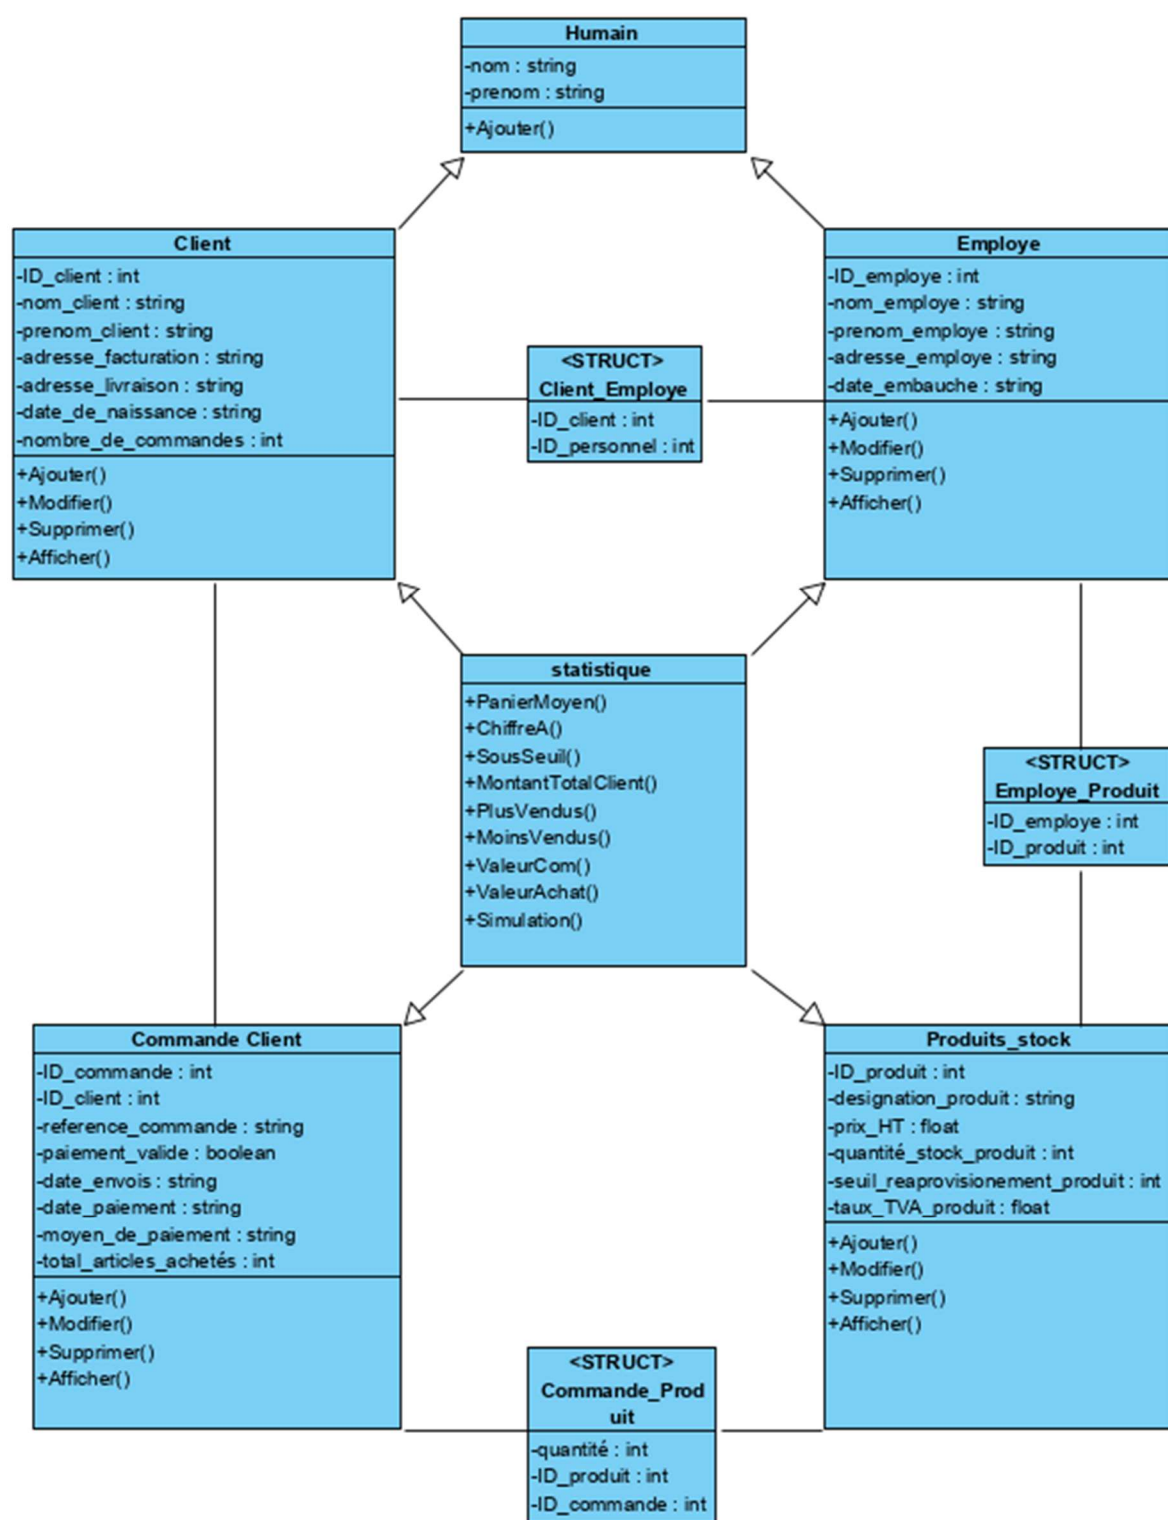 Humain
-nom : string
-prenom : string
+Ajouter()
Client
-ID_client : int
-nom_client : string
-prenom_client : string
-adresse_facturation : string
-adresse_livraison : string
-date_de_naissance : string
-nombre_de_commandes : int
+Ajouter()
+Modifier()
+Supprimer()
+Afficher()
<STRUCT>
Client_Employe
-ID_client : int
-ID_personnel : int
Employe
-ID_employe : int
-nom_employe : string
-prenom_employe : string
-adresse_employe : string
-date_embauche : string
+Ajouter()
+Modifier()
+Supprimer()
+Afficher()
statistique
+PanierMoyen()
+ChiffreA()
+SousSeuil()
+MontantTotalClient()
+PlusVendus()
+MoinsVendus()
+ValeurCom()
+ValeurAchat()
+Simulation()
<STRUCT>
Employe_Produit
-ID_employe : int
-ID_produit : int
Commande Client
-ID_commande : int
-ID_client : int
-reference_commande : string
-paiement_valide : boolean
-date_envois : string
-date_paiement : string
-moyen_de_paiement : string
-total_articles_achetés : int
+Ajouter()
+Modifier()
+Supprimer()
+Afficher()
<STRUCT>
Commande_Prod
uit
-quantité : int
-ID_produit : int
-ID_commande : int
Produits_stock
-ID_produit : int
-designation_produit : string
-prix_HT : float
-quantité_stock_produit : int
-seuil_reaprovisionement_produit : int
-taux_TVA_produit : float
+Ajouter()
+Modifier()
+Supprimer()
+Afficher()